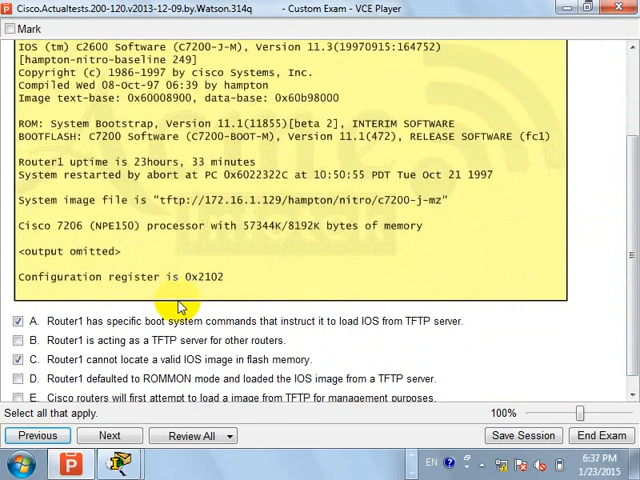 Cisco.Actualtests.200-120.v2013-12-09.by.Watson.314q - Custom Exam - VCE Player
Mark
IOS (tm) C2600 Software (C7200-J-M), Version 11.3(19970915:164752)
[hampton-nitro-baseline 249]
Copyright (c) 1986-1997 by cisco Systems, Inc.
Compiled Wed 08-Oct-97 06:39 by hampton
Image text-base: 0x60008900, data-base: 0x60b98000
ROM: System Bootstrap, Version 11.1(11855)[beta 2], INTERIM SOFTWARE
BOOTFLASH: C7200 Software (C7200-BOOT-M), Version 11.1(472), RELEASE SOFTWARE (fc1)
Router1 uptime is 23hours, 33 minutes
System restarted by abort at PC 0x6022322C at 10:50:55 PDT Tue Oct 21 1997
System image file is "tftp://172.16.1.129/hampton/nitro/c7200-j-mz"
Cisco 7206 (NPE150) processor with 57344K/8192K bytes of memory
<output omitted>
Configuration register is 0x2102
A. Router1 has specific boot system commands that instruct it to load IOS from TFTP server.
B. Router1 is acting as a TFTP server for other routers.
C. Router1 cannot locate a valid IOS image in flash memory.
D. Router1 defaulted to ROMMON mode and loaded the IOS image from a TFTP server.
E. Cisco routers will first attempt to load a image from TFTP for management purposes.
Select all that apply. 100%
Previous Next Review All Save Session End Exam
EN 6:37 PM
1/23/2015